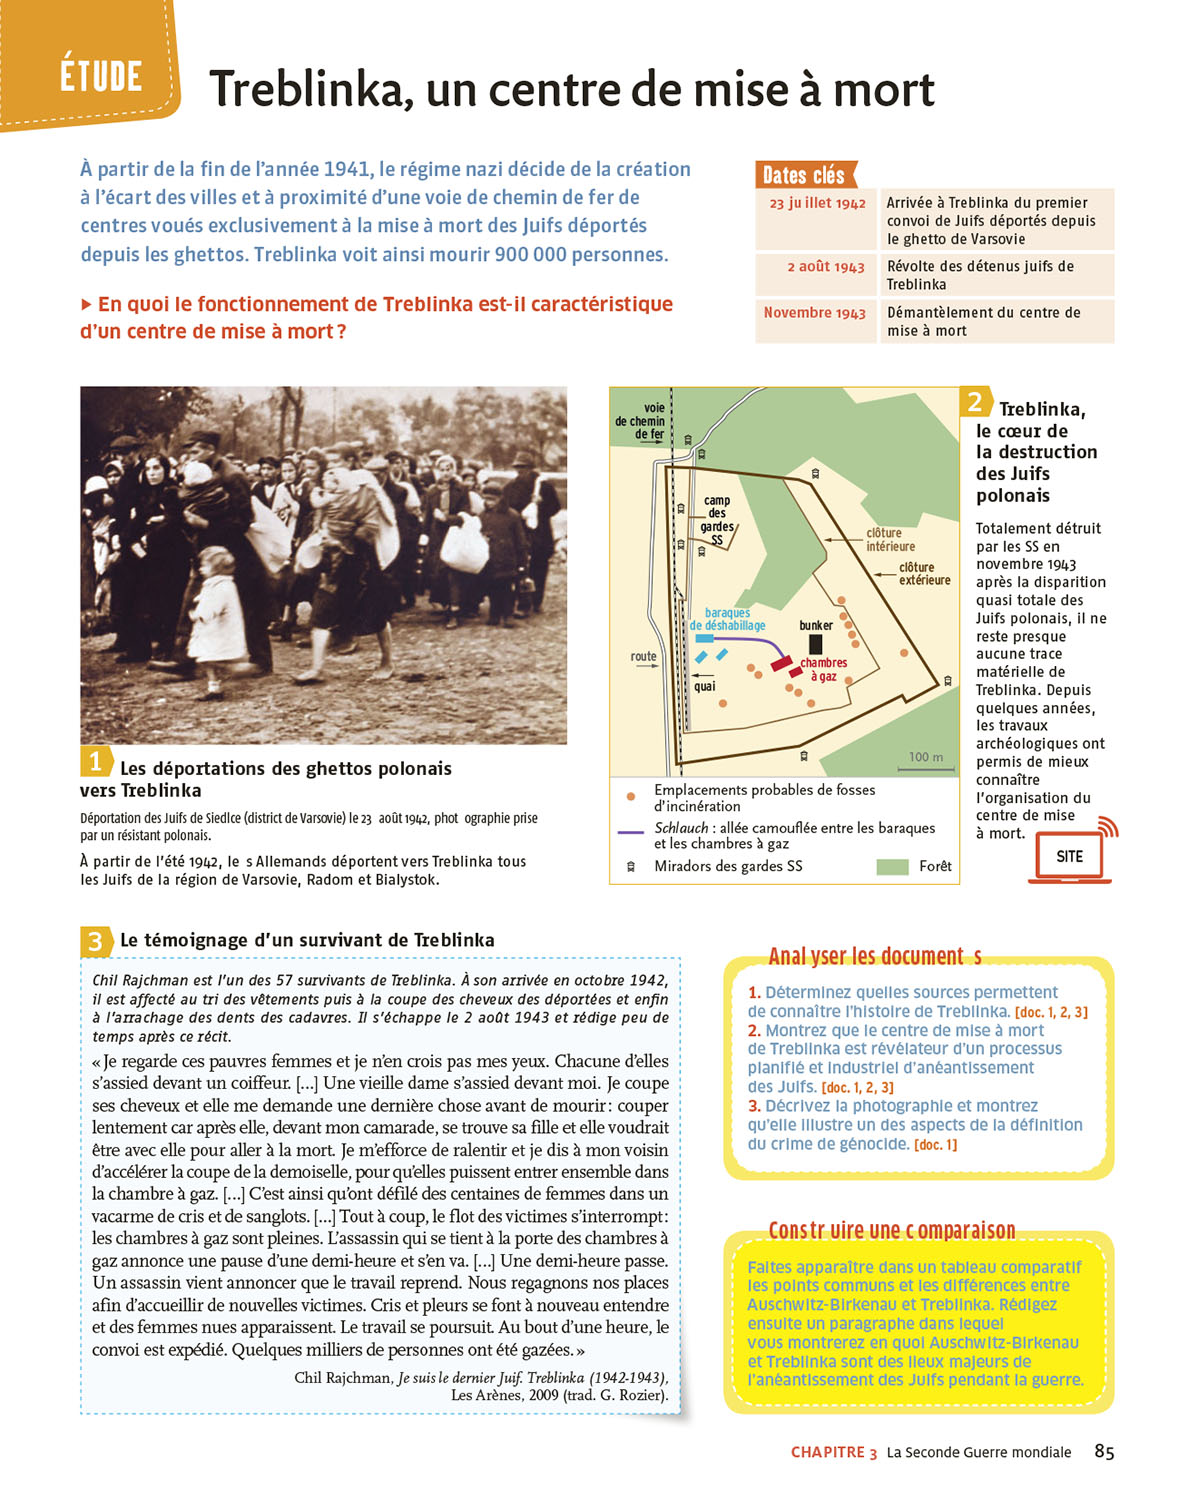 ÉTUDE
Treblinka, un centre de mise à mort
À partir de la fin de l'année 1941, le régime nazi décide de la création
à l'écart des villes et à proximité d'une voie de chemin de fer de
centres voués exclusivement à la mise à mort des Juifs déportés
depuis les ghettos. Treblinka voit ainsi mourir 900 000 personnes.
▶ En quoi le fonctionnement de Treblinka est-il caractéristique
d'un centre de mise à mort ?
Dates clés
23 ju illet 1942
Arrivée à Treblinka du premier
convoi de Juifs déportés depuis
le ghetto de Varsovie
2 août 1943
Révolte des détenus juifs de
Treblinka
Novembre 1943
Démantèlement du centre de
mise à mort
1 Les déportations des ghettos polonais
vers Treblinka
Déportation des Juifs de Siedlce (district de Varsovie) le 23 août 1942, phot ographie prise
par un résistant polonais.
À partir de l'été 1942, le s Allemands déportent vers Treblinka tous
les Juifs de la région de Varsovie, Radom et Bialystok.
voie
de chemin
de fer
camp
des
gardes
SS
clôture
intérieure
clôture
extérieure
baraques
de déshabillage
bunker
chambres
à gaz
route
quai
100 m
Emplacements probables de fosses
d'incinération
Schlauch : allée camouflée entre les baraques
et les chambres à gaz
Miradors des gardes SS
Forêt
2 Treblinka,
le cœur de
la destruction
des Juifs
polonais
Totalement détruit
par les SS en
novembre 1943
après la disparition
quasi totale des
Juifs polonais, il ne
reste presque
aucune trace
matérielle de
Treblinka. Depuis
quelques années,
les travaux
archéologiques ont
permis de mieux
connaître
l'organisation du
centre de mise
à mort.
SITE
3 Le témoignage d'un survivant de Treblinka
Chil Rajchman est l'un des 57 survivants de Treblinka. À son arrivée en octobre 1942,
il est affecté au tri des vêtements puis à la coupe des cheveux des déportées et enfin
à l'arrachage des dents des cadavres. Il s'échappe le 2 août 1943 et rédige peu de
temps après ce récit.
« Je regarde ces pauvres femmes et je n'en crois pas mes yeux. Chacune d'elles
s'assied devant un coiffeur. [...] Une vieille dame s'assied devant moi. Je coupe
ses cheveux et elle me demande une dernière chose avant de mourir : couper
lentement car après elle, devant mon camarade, se trouve sa fille et elle voudrait
être avec elle pour aller à la mort. Je m'efforce de ralentir et je dis à mon voisin
d'accélérer la coupe de la demoiselle, pour qu'elles puissent entrer ensemble dans
la chambre à gaz. [...] C'est ainsi qu'ont défilé des centaines de femmes dans un
vacarme de cris et de sanglots. [...] Tout à coup, le flot des victimes s'interrompt :
les chambres à gaz sont pleines. L'assassin qui se tient à la porte des chambres à
gaz annonce une pause d'une demi-heure et s'en va. [...] Une demi-heure passe.
Un assassin vient annoncer que le travail reprend. Nous regagnons nos places
afin d'accueillir de nouvelles victimes. Cris et pleurs se font à nouveau entendre
et des femmes nues apparaissent. Le travail se poursuit. Au bout d'une heure, le
convoi est expédié. Quelques milliers de personnes ont été gazées. »
Chil Rajchman, Je suis le dernier Juif. Treblinka (1942-1943),
Les Arènes, 2009 (trad. G. Rozier).
Anal yser les document s
1. Déterminez quelles sources permettent
de connaître l'histoire de Treblinka. [doc. 1, 2, 3]
2. Montrez que le centre de mise à mort
de Treblinka est révélateur d'un processus
planifié et industriel d'anéantissement
des Juifs. [doc. 1, 2, 3]
3. Décrivez la photographie et montrez
qu'elle illustre un des aspects de la définition
du crime de génocide. [doc. 1]
Constr uire une c omparaison
Faites apparaître dans un tableau comparatif
les points communs et les différences entre
Auschwitz-Birkenau et Treblinka. Rédigez
ensuite un paragraphe dans lequel
vous montrerez en quoi Auschwitz-Birkenau
et Treblinka sont des lieux majeurs de
l'anéantissement des Juifs pendant la guerre.
CHAPITRE 3 La Seconde Guerre mondiale 85